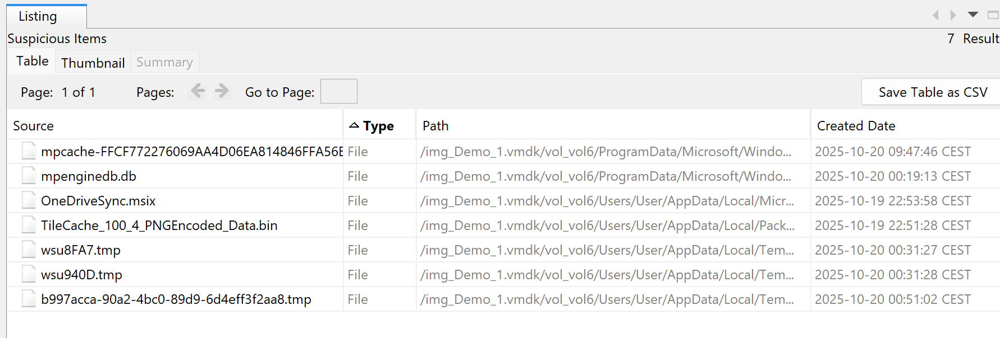 Listing
Suspicious Items 7 Result
Table Thumbnail Summary
Page: 1 of 1 Pages: Go to Page: Save Table as CSV
Source Type Path Created Date
mpcache-FFCF772276069AA4D06EA814846FFA56E File /img_Demo_1.vmdk/vol_vol6/ProgramData/Microsoft/Windo... 2025-10-20 09:47:46 CEST
mpenginedb.db File /img_Demo_1.vmdk/vol_vol6/ProgramData/Microsoft/Windo... 2025-10-20 00:19:13 CEST
OneDriveSync.msix File /img_Demo_1.vmdk/vol_vol6/Users/User/AppData/Local/Micr... 2025-10-19 22:53:58 CEST
TileCache_100_4_PNGEncoded_Data.bin File /img_Demo_1.vmdk/vol_vol6/Users/User/AppData/Local/Pack... 2025-10-19 22:51:28 CEST
wsu8FA7.tmp File /img_Demo_1.vmdk/vol_vol6/Users/User/AppData/Local/Tem... 2025-10-20 00:31:27 CEST
wsu940D.tmp File /img_Demo_1.vmdk/vol_vol6/Users/User/AppData/Local/Tem... 2025-10-20 00:31:28 CEST
b997acca-90a2-4bc0-89d9-6d4eff3f2aa8.tmp File /img_Demo_1.vmdk/vol_vol6/Users/User/AppData/Local/Tem... 2025-10-20 00:51:02 CEST